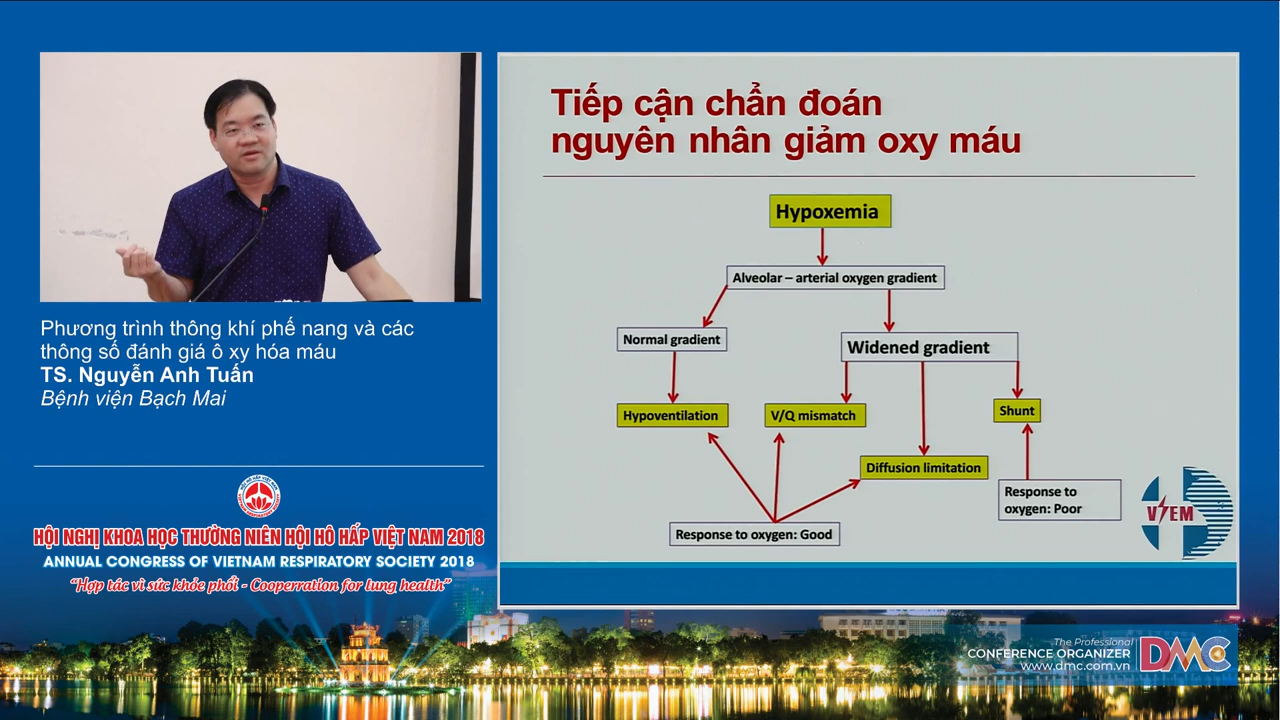 Tiếp cận chẩn đoán
nguyên nhân giảm oxy máu
Hypoxemia
Alveolar – arterial oxygen gradient
Normal gradient
Widened gradient
Hypoventilation
V/Q mismatch
Shunt
Diffusion limitation
Response to
oxygen: Poor
Response to oxygen: Good
VSEM
Phương trình thông khí phế nang và các
thông số đánh giá ô xy hóa máu
TS. Nguyễn Anh Tuấn
Bệnh viện Bạch Mai
HỘI NGHỊ KHOA HỌC THƯỜNG NIÊN HỘI HÔ HẤP VIỆT NAM 2018
ANNUAL CONGRESS OF VIETNAM RESPIRATORY SOCIETY 2018
“Hợp tác vì sức khỏe phổi - Cooperration for lung health”
The Professional
CONFERENCE ORGANIZER
www.dmc.com.vn
DMC